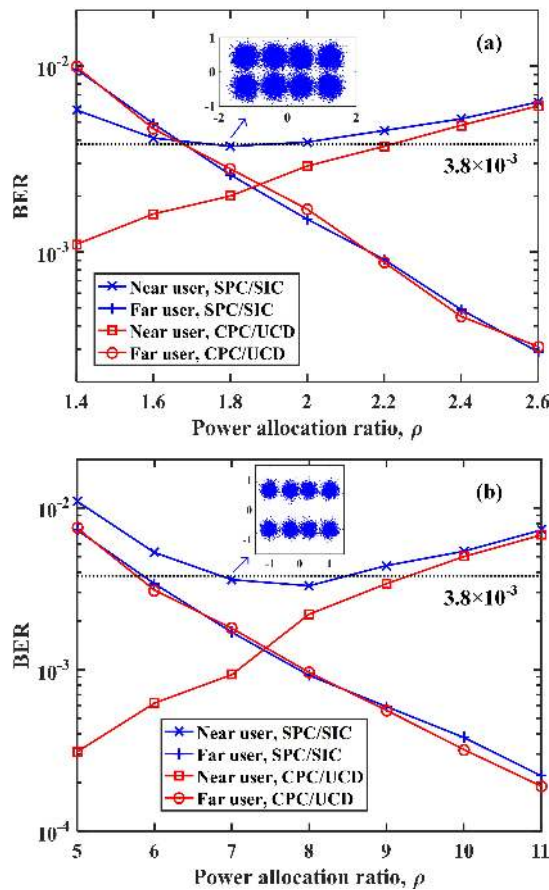 (a)
1
0
-1
-2
0
2
10⁻²
10⁻³
BER
3.8×10⁻³
Near user, SPC/SIC
Far user, SPC/SIC
Near user, CPC/UCD
Far user, CPC/UCD
1.4 1.6 1.8 2 2.2 2.4 2.6
Power allocation ratio, ρ
(b)
1
0
-1
-1 0 1
10⁻²
10⁻³
10⁻⁴
BER
3.8×10⁻³
Near user, SPC/SIC
Far user, SPC/SIC
Near user, CPC/UCD
Far user, CPC/UCD
5 6 7 8 9 10 11
Power allocation ratio, ρ